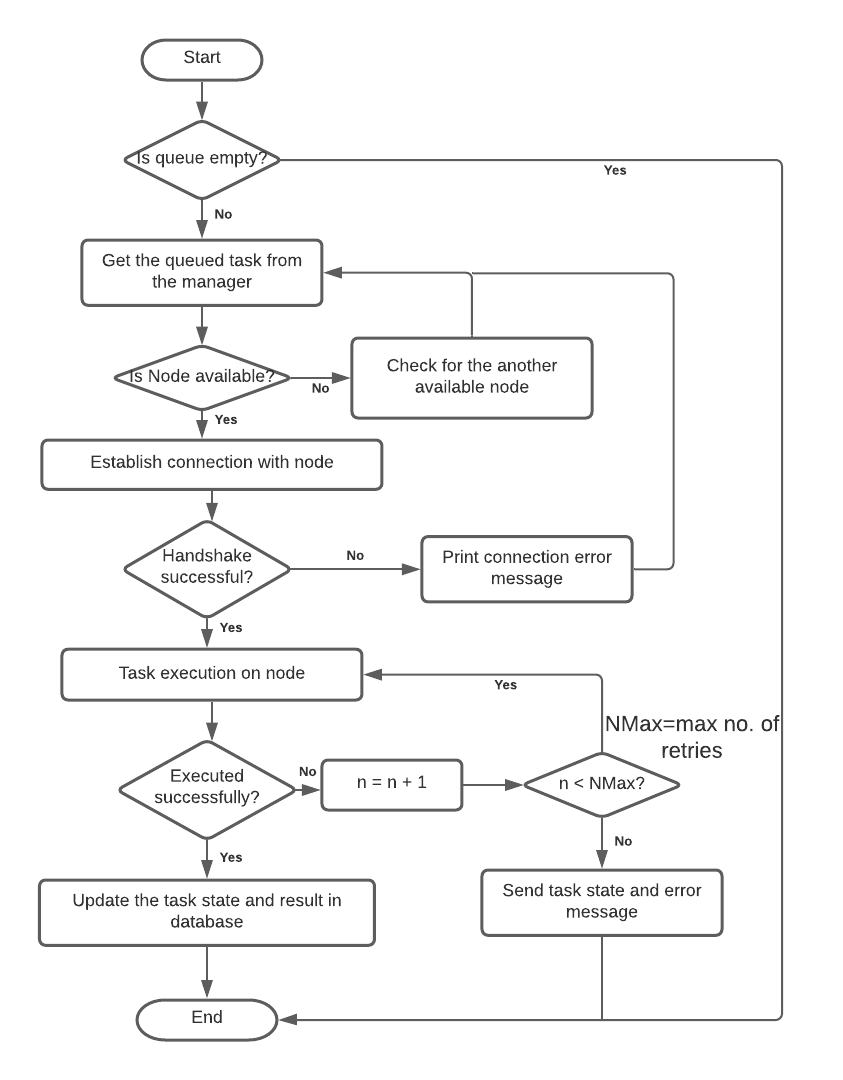 Start
Is queue empty?
Yes
No
Get the queued task from
the manager
Check for the another
available node
Is Node available?
No
Yes
Establish connection with node
Handshake
successful?
No
Print connection error
message
Yes
Task execution on node
Yes
NMax=max no. of
retries
Executed
successfully?
No
n = n + 1
n < NMax?
No
Yes
Update the task state and result in
database
Send task state and error
message
End